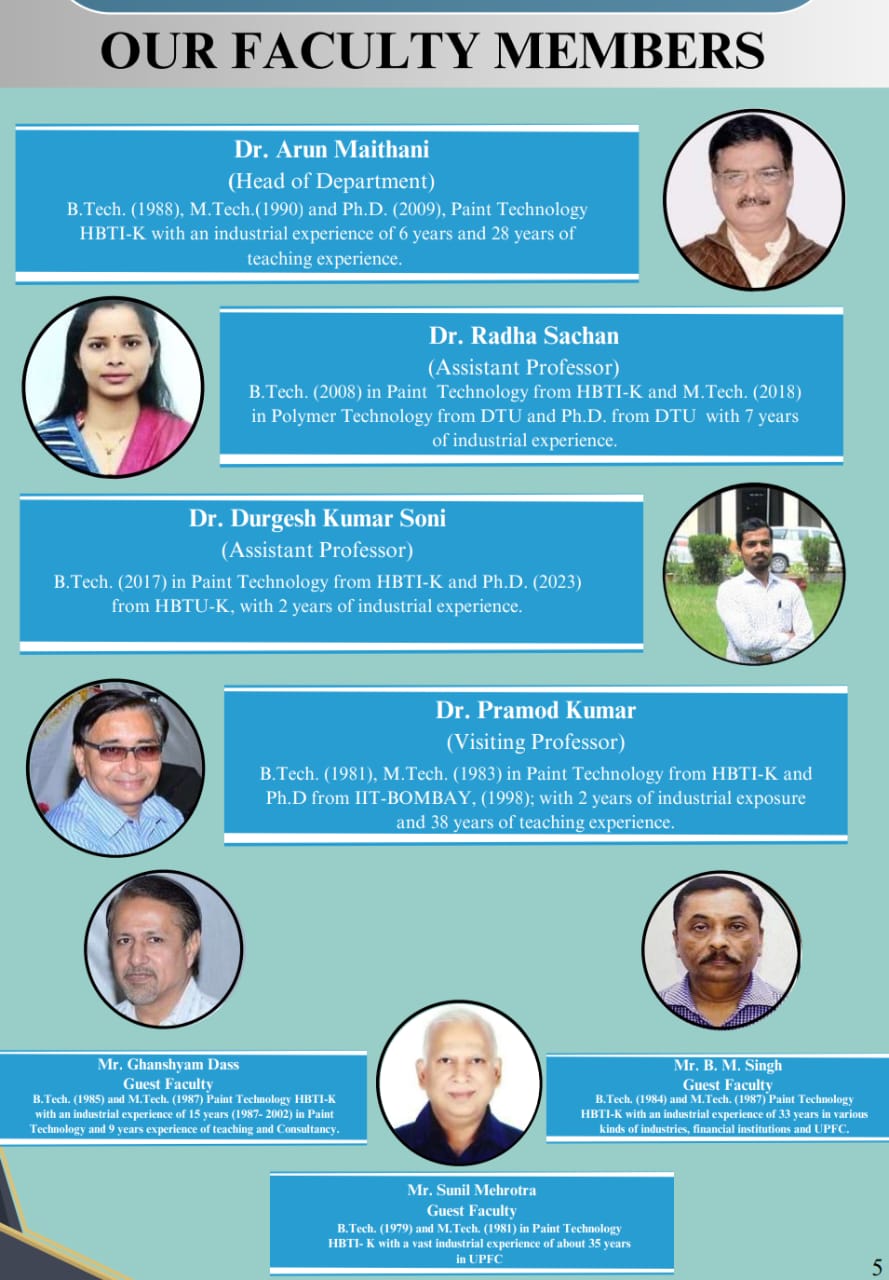 OUR FACULTY MEMBERS
Dr. Arun Maithani
(Head of Department)
B.Tech. (1988), M.Tech.(1990) and Ph.D. (2009), Paint Technology
HBTI-K with an industrial experience of 6 years and 28 years of
teaching experience.
Dr. Radha Sachan
(Assistant Professor)
B.Tech. (2008) in Paint Technology from HBTI-K and M.Tech. (2018)
in Polymer Technology from DTU and Ph.D. from DTU with 7 years
of industrial experience.
Dr. Durgesh Kumar Soni
(Assistant Professor)
B.Tech. (2017) in Paint Technology from HBTI-K and Ph.D. (2023)
from HBTU-K, with 2 years of industrial experience.
Dr. Pramod Kumar
(Visiting Professor)
B.Tech. (1981), M.Tech. (1983) in Paint Technology from HBTI-K and
Ph.D from IIT-BOMBAY, (1998); with 2 years of industrial exposure
and 38 years of teaching experience.
Mr. Ghanshyam Dass
Guest Faculty
B.Tech. (1985) and M.Tech. (1987) Paint Technology HBTI-K
with an industrial experience of 15 years (1987- 2002) in Paint
Technology and 9 years experience of teaching and Consultancy.
Mr. B. M. Singh
Guest Faculty
B.Tech. (1984) and M.Tech. (1987) Paint Technology
HBTI-K with an industrial experience of 33 years in various
kinds of industries, financial institutions and UPFC.
Mr. Sunil Mehrotra
Guest Faculty
B.Tech. (1979) and M.Tech. (1981) in Paint Technology
HBTI- K with a vast industrial experience of about 35 years
in UPFC
5